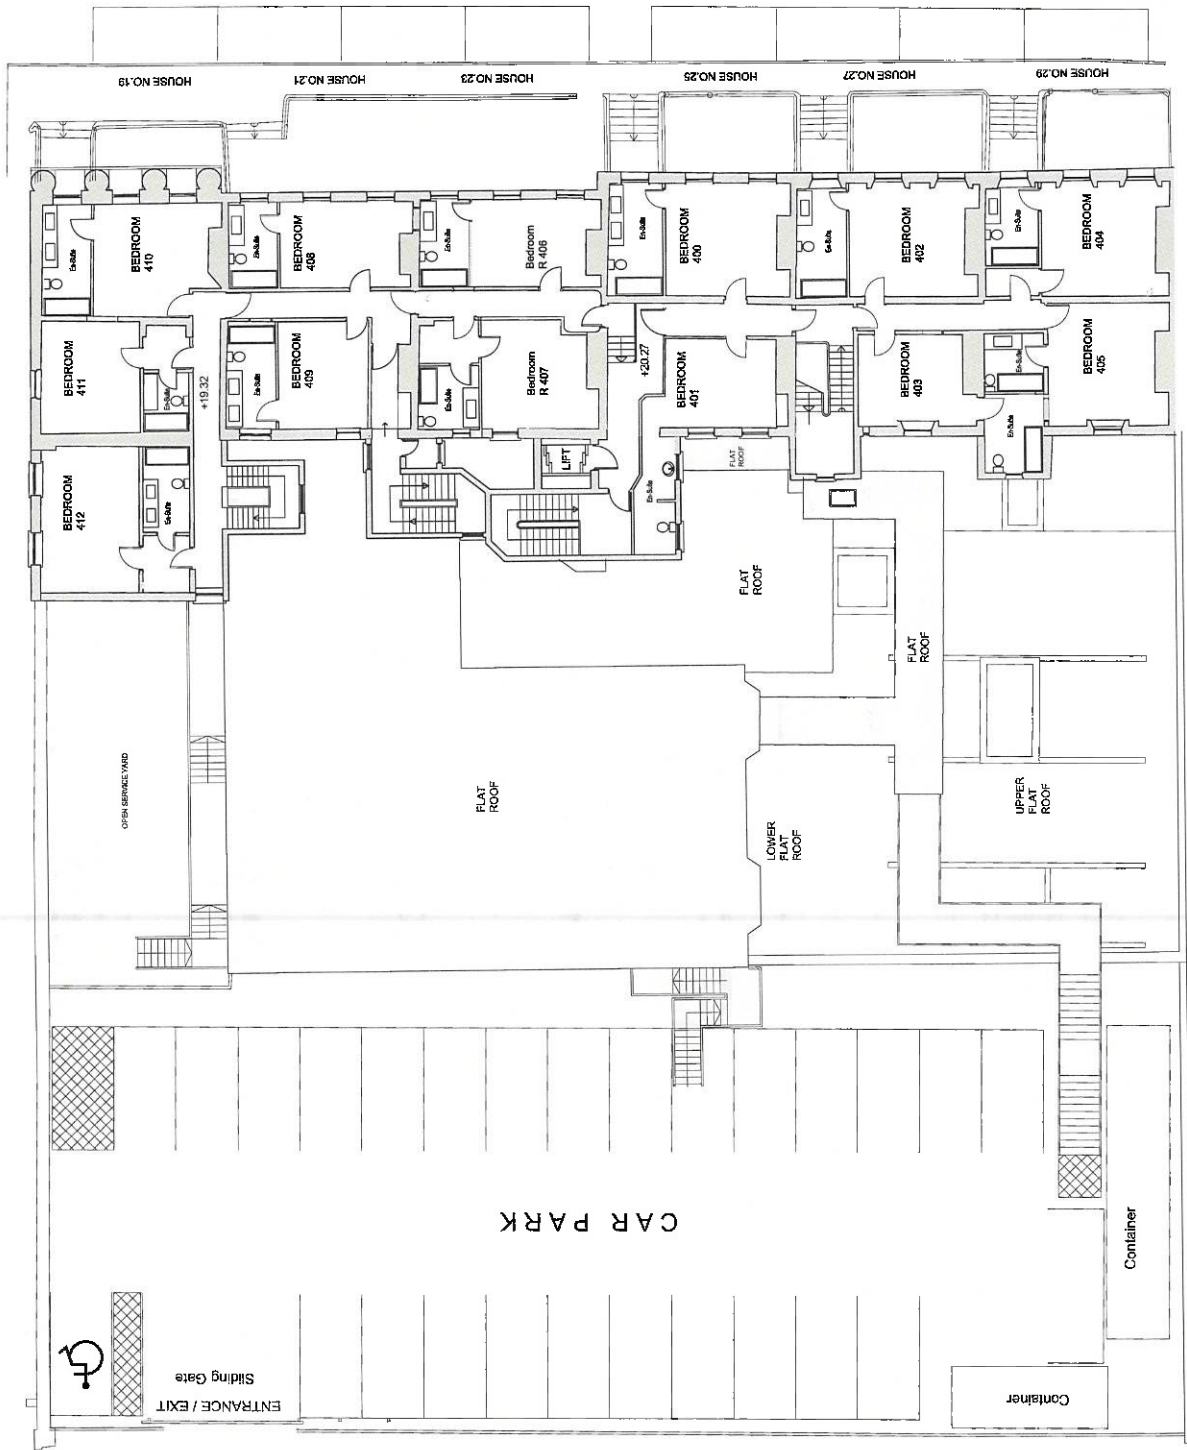 HOUSE NO.19
HOUSE NO.21
HOUSE NO.23
HOUSE NO.25
HOUSE NO.27
HOUSE NO.29
BEDROOM
410
En-Suite
BEDROOM
408
En-Suite
Bedroom
R 406
En-Suite
BEDROOM
400
En-Suite
BEDROOM
402
En-Suite
BEDROOM
404
En-Suite
BEDROOM
411
En-Suite
+19.32
BEDROOM
409
En-Suite
Bedroom
R 407
En-Suite
+20.27
BEDROOM
401
En-Suite
BEDROOM
403
En-Suite
BEDROOM
405
En-Suite
BEDROOM
412
En-Suite
LIFT
FLAT
ROOF
FLAT
ROOF
FLAT
ROOF
OPEN SERVICE YARD
FLAT
ROOF
LOWER
FLAT
ROOF
UPPER
FLAT
ROOF
CAR PARK
Container
Container
ENTRANCE / EXIT
Sliding Gate